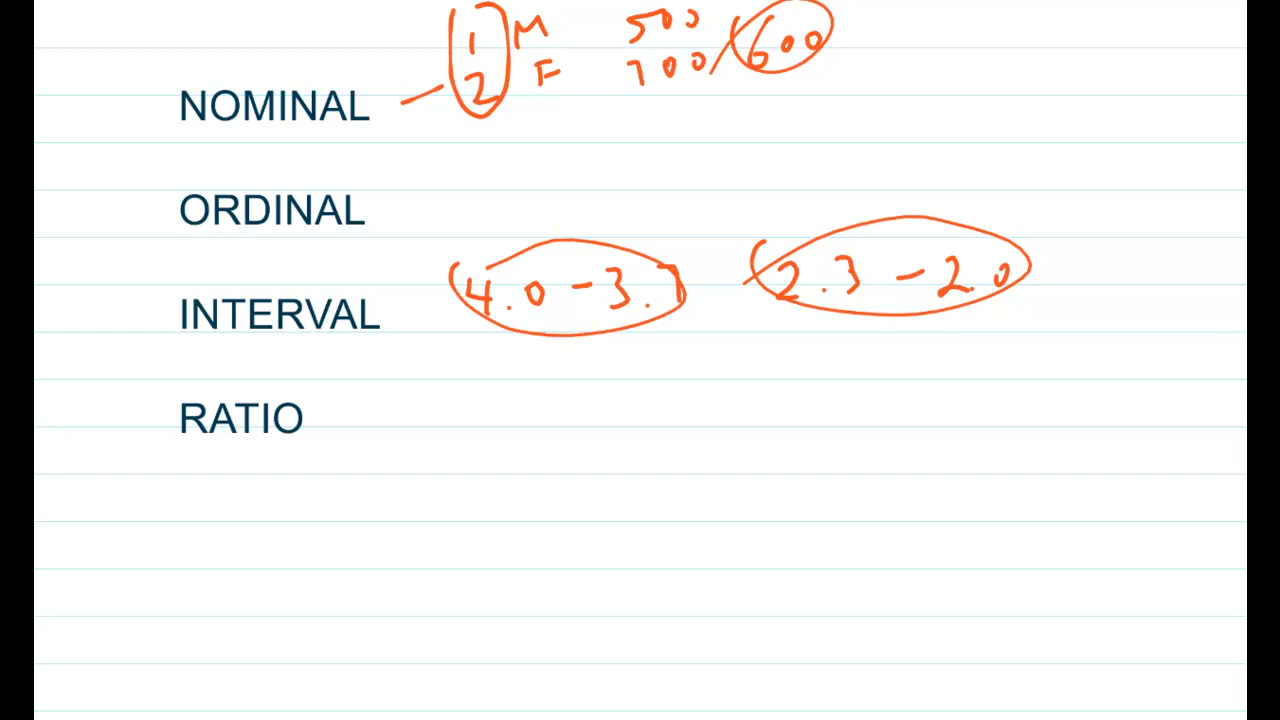 1 M 500
2 F 700 600
NOMINAL
ORDINAL
4.0 - 3.7 2.3 - 2.0
INTERVAL
RATIO